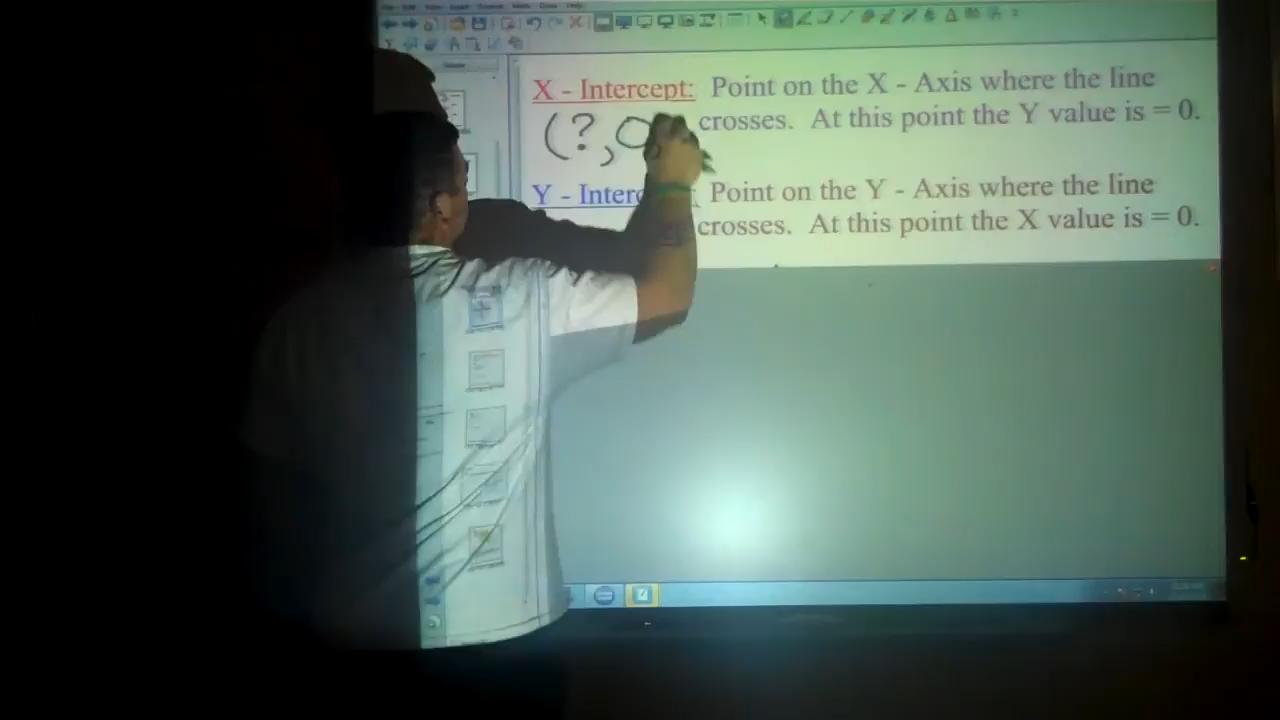 X - Intercept: Point on the X - Axis where the line
crosses. At this point the Y value is = 0.
(?,0
Y - Inter Point on the Y - Axis where the line
crosses. At this point the X value is = 0.